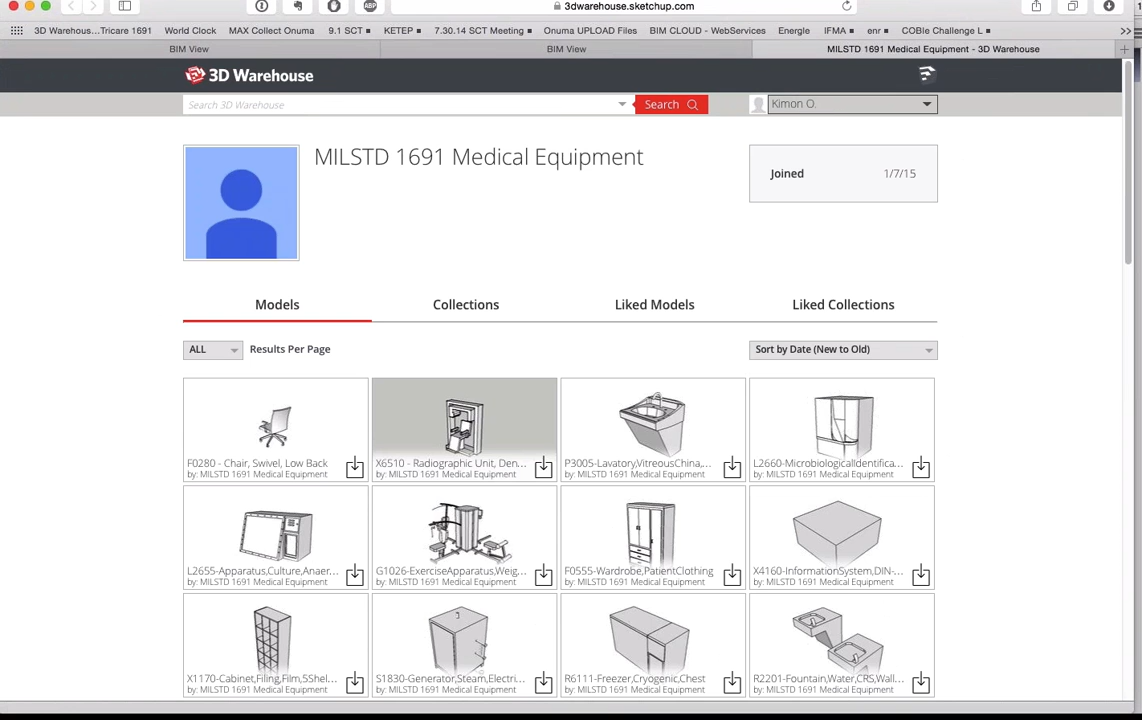 ABP
3dwarehouse.sketchup.com
3D Warehous...Tricare 1691 World Clock MAX Collect Onuma 9.1 SCT KETEP 7.30.14 SCT Meeting Onuma UPLOAD Files BIM CLOUD - WebServices Energie IFMA enr COBie Challenge L >>
BIM View BIM View MILSTD 1691 Medical Equipment - 3D Warehouse
3D Warehouse
Search 3D Warehouse Search Kimon O.
MILSTD 1691 Medical Equipment
Joined 1/7/15
Models Collections Liked Models Liked Collections
ALL Results Per Page Sort by Date (New to Old)
F0280 - Chair, Swivel, Low Back X6510 - Radiographic Unit, Den... P3005-Lavatory,VitreousChina,... L2660-MicrobiologicalIdentifica...
by: MILSTD 1691 Medical Equipment by: MILSTD 1691 Medical Equipment by: MILSTD 1691 Medical Equipment by: MILSTD 1691 Medical Equipment
L2655-Apparatus,Culture,Anaer... G1026-ExerciseApparatus,Weig... F0555-Wardrobe,PatientClothing X4160-InformationSystem,DIN-...
by: MILSTD 1691 Medical Equipment by: MILSTD 1691 Medical Equipment by: MILSTD 1691 Medical Equipment by: MILSTD 1691 Medical Equipment
X1170-Cabinet,Filing,Film,5Shel... S1830-Generator,Steam,Electri... R6111-Freezer,Cryogenic,Chest R2201-Fountain,Water,CRS,Wall...
by: MILSTD 1691 Medical Equipment by: MILSTD 1691 Medical Equipment by: MILSTD 1691 Medical Equipment by: MILSTD 1691 Medical Equipment